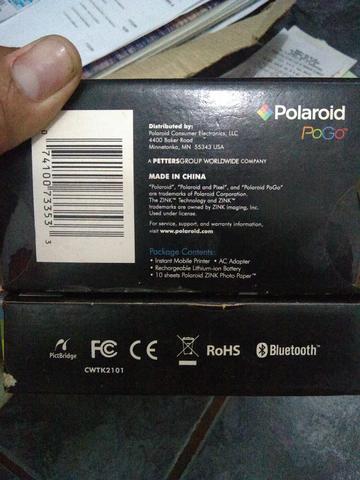 Polaroid
PoGo™
Distributed by:
Polaroid Consumer Electronics, LLC
4400 Baker Road
Minnetonka, MN 55343 USA
A PETTERSGROUP WORLDWIDE COMPANY
MADE IN CHINA
"Polaroid", "Polaroid and Pixel", and "Polaroid PoGo"
are trademarks of Polaroid Corporation.
The ZINK™ Technology and ZINK™
trademarks are owned by ZINK Imaging, Inc.
Used under license.
For service, support, and warranty information,
visit www.polaroid.com
Package Contents:
• Instant Mobile Printer • AC Adapter
• Rechargeable Lithium-ion Battery
• 10 sheets Polaroid ZINK Photo Paper™
74100 73353 3
PictBridge
FC CE RoHS Bluetooth™
CWTK2101